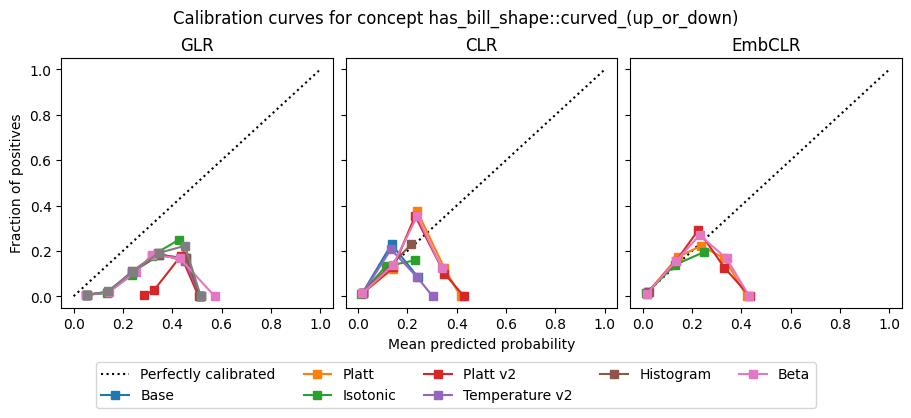 Calibration curves for concept has_bill_shape::curved_(up_or_down)
GLR
CLR
EmbCLR
1.0
0.8
0.6
0.4
0.2
0.0
Fraction of positives
0.0 0.2 0.4 0.6 0.8 1.0
0.0 0.2 0.4 0.6 0.8 1.0
0.0 0.2 0.4 0.6 0.8 1.0
Mean predicted probability
Perfectly calibrated Platt Platt v2 Histogram Beta
Base Isotonic Temperature v2